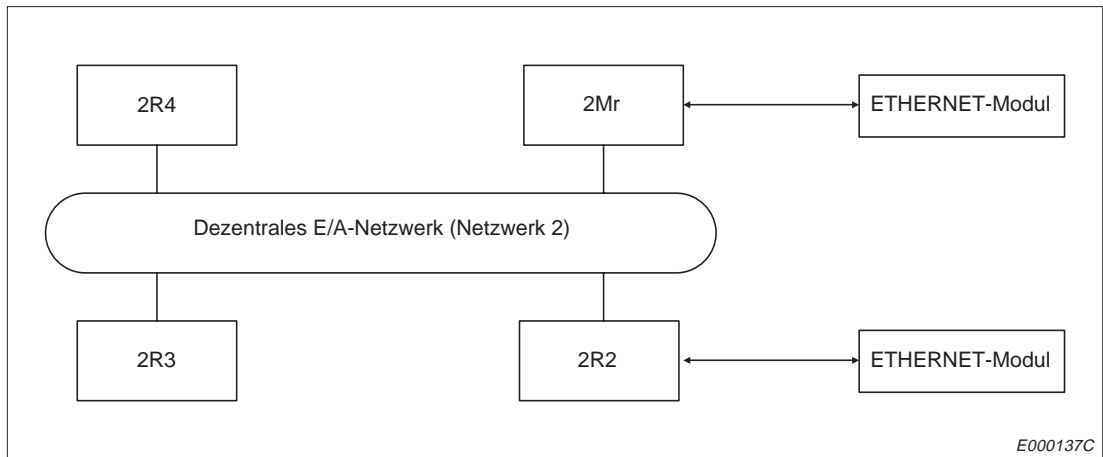 2R4
2Mr
ETHERNET-Modul
Dezentrales E/A-Netzwerk (Netzwerk 2)
2R3
2R2
ETHERNET-Modul
E000137C